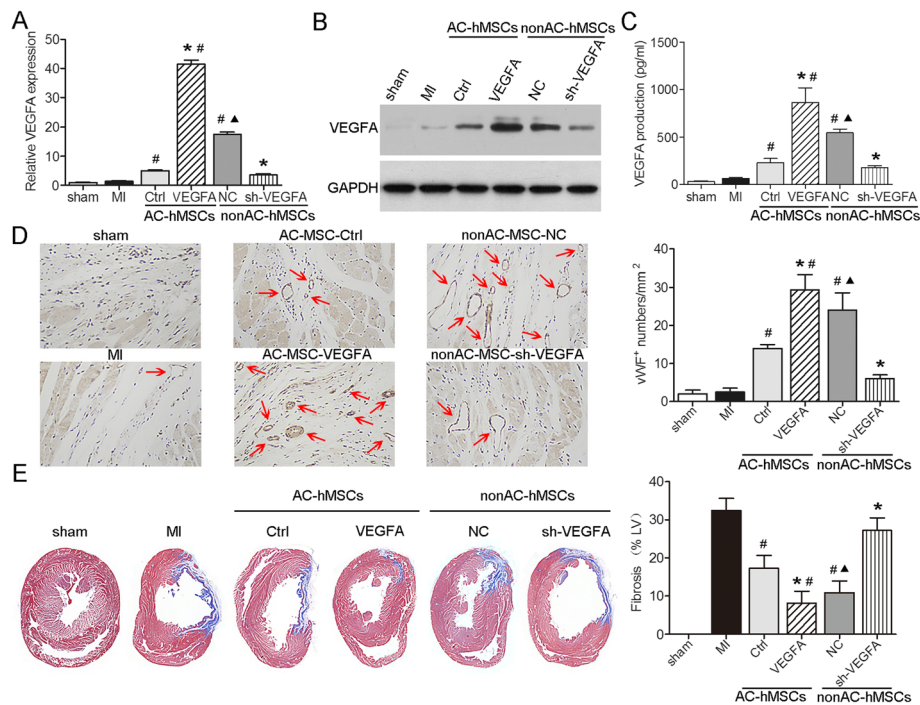 A
Relative VEGFA expression
50
40
30
20
10
0
#
* #
# ▲
*
sham
MI
Ctrl
VEGFA
NC
sh-VEGFA
AC-hMSCs
nonAC-hMSCs
B
AC-hMSCs
nonAC-hMSCs
sham
MI
Ctrl
VEGFA
NC
sh-VEGFA
VEGFA
GAPDH
C
VEGFA production (pg/ml)
1500
1000
500
0
#
* #
# ▲
*
sham
MI
Ctrl
VEGFA
NC
sh-VEGFA
AC-hMSCs
nonAC-hMSCs
D
sham
AC-MSC-Ctrl
nonAC-MSC-NC
MI
AC-MSC-VEGFA
nonAC-MSC-sh-VEGFA
vWF⁺ numbers/mm²
40
30
20
10
0
#
* #
# ▲
*
sham
MI
Ctrl
VEGFA
NC
sh-VEGFA
AC-hMSCs
nonAC-hMSCs
E
AC-hMSCs
nonAC-hMSCs
sham
MI
Ctrl
VEGFA
NC
sh-VEGFA
Fibrosis
(% LV)
40
30
20
10
0
#
* #
# ▲
*
sham
MI
Ctrl
VEGFA
NC
sh-VEGFA
AC-hMSCs
nonAC-hMSCs